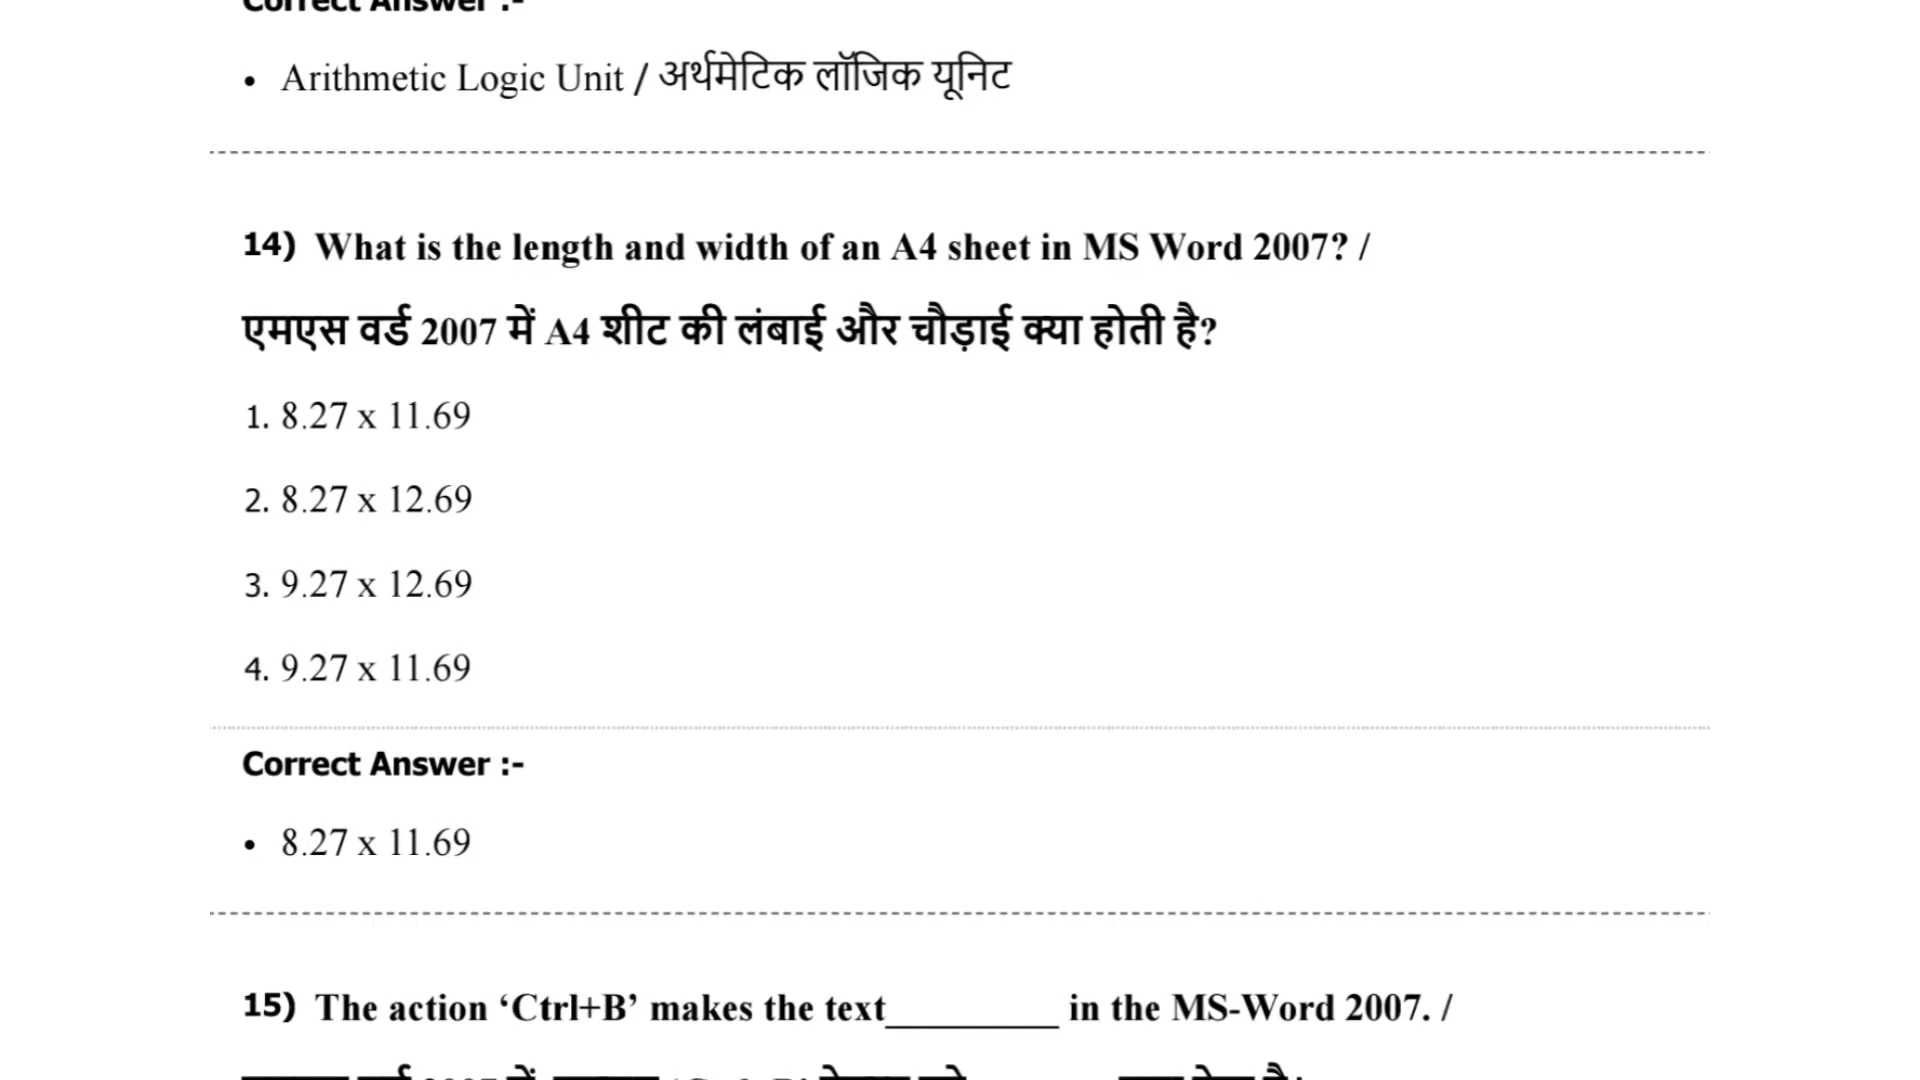 Correct Answer :-
• Arithmetic Logic Unit / अर्थमेटिक लॉजिक यूनिट
14) What is the length and width of an A4 sheet in MS Word 2007? /
एमएस वर्ड 2007 में A4 शीट की लंबाई और चौड़ाई क्या होती है?
1. 8.27 x 11.69
2. 8.27 x 12.69
3. 9.27 x 12.69
4. 9.27 x 11.69
Correct Answer :-
• 8.27 x 11.69
15) The action ‘Ctrl+B’ makes the text_________ in the MS-Word 2007. /